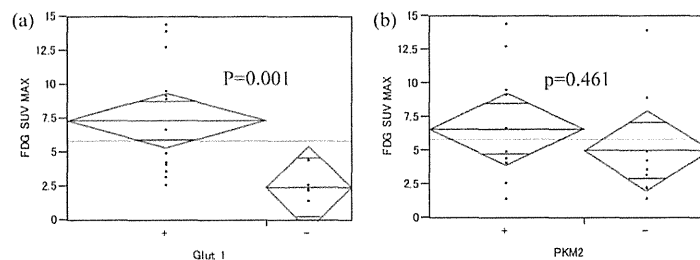 (a)
15
12.5
10
7.5
5
2.5
0
FDG SUV MAX
P=0.001
+
-
Glut 1
(b)
15
12.5
10
7.5
5
2.5
0
FDG SUV MAX
p=0.461
+
-
PKM2